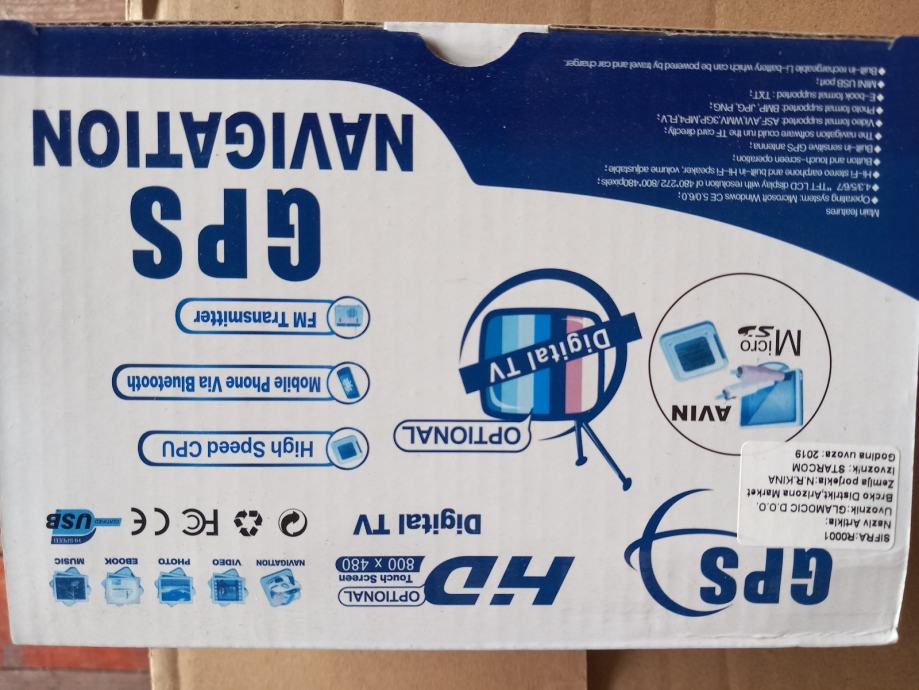 GPS
SIFRA:R0001
Naziv Artikla:
Uvoznik:GLAMOCIC D.O.O.
Brcko Distrikt,Arizona Market
Zemlja porjekla:N.R.KINA
Izvoznik: STARCOM
Godina uvoza: 2019
HD
OPTIONAL
Touch Screen
800 x 480
Digital TV
NAVIGATION VIDEO PHOTO EBOOK MUSIC
FC CE HI-SPEED CERTIFIED USB
AVIN
Micro SD
OPTIONAL
Digital TV
High Speed CPU
Mobile Phone Via Bluetooth
FM Transmitter
GPS
NAVIGATION
Main features
◆Operating system: Microsoft Windows CE 5.0/6.0;
◆4.3/5/6/7 "TFT LCD display with resolution of 480*272 /800*480pixels;
◆Hi-Fi stereo earphone and built-in Hi-Fi speaker, volume adjustable;
◆Button and touch-screen operation;
◆Built-in sensitive GPS antenna;
◆The navigation software could run the TF card directly;
◆Video format supported: ASF,AVI,WAV,3GP,MP4,FLV;
◆Photo format supported: BMP, JPG, PNG;
◆E-book format supported: TXT;
◆MINI USB port;
◆Built-in rechargeable Li-battery which can be powered by travel and car charger.